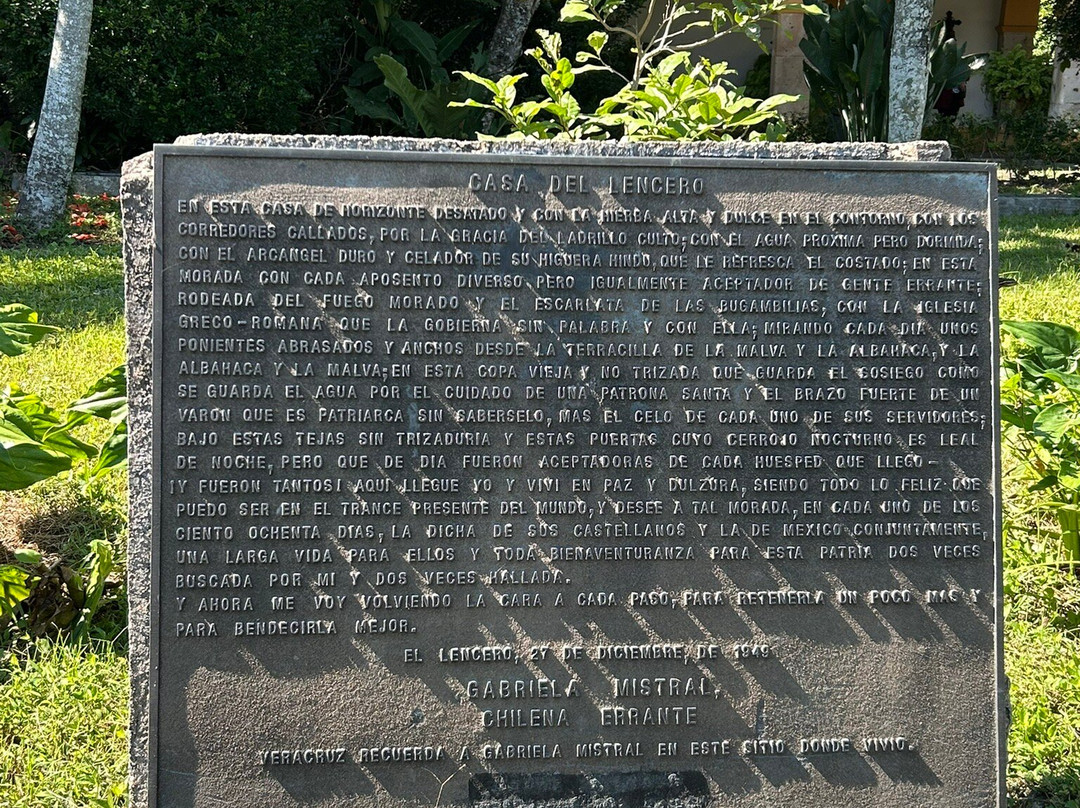 CASA DEL LENCERO
EN ESTA CASA DE HORIZONTE DESATADO Y CON LA HIERBA ALTA Y DULCE EN EL CONTORNO, CON LOS
CORREDORES CALLADOS, POR LA GRACIA DEL LADRILLO CULTO; CON EL AGUA PROXIMA PERO DORMIDA;
CON EL ARCANGEL DURO Y CELADOR DE SU HIGUERA HINDU, QUE LE REFRESCA EL COSTADO; EN ESTA
MORADA CON CADA APOSENTO DIVERSO PERO IGUALMENTE ACEPTADOR DE GENTE ERRANTE;
RODEADA DEL FUEGO MORADO Y EL ESCARLATA DE LAS BUGAMBILIAS, CON LA IGLESIA
GRECO-ROMANA QUE LA GOBIERNA SIN PALABRA Y CON ELLA; MIRANDO CADA DIA UNOS
PONIENTES ABRASADOS Y ANCHOS DESDE LA TERRACILLA DE LA MALVA Y LA ALBAHACA, Y LA
ALBAHACA Y LA MALVA; EN ESTA COPA VIEJA Y NO TRIZADA QUE GUARDA EL SOSIEGO COMO
SE GUARDA EL AGUA POR EL CUIDADO DE UNA PATRONA SANTA Y EL BRAZO FUERTE DE UN
VARON QUE ES PATRIARCA SIN SABERSELO, MAS EL CELO DE CADA UNO DE SUS SERVIDORES;
BAJO ESTAS TEJAS SIN TRIZADURIA Y ESTAS PUERTAS CUYO CERROJO NOCTURNO ES LEAL
DE NOCHE, PERO QUE DE DIA FUERON ACEPTADORAS DE CADA HUESPED QUE LLEGO-
¡Y FUERON TANTOS! AQUI LLEGUE YO Y VIVI EN PAZ Y DULZURA, SIENDO TODO LO FELIZ QUE
PUEDO SER EN EL TRANCE PRESENTE DEL MUNDO, Y DESEE A TAL MORADA, EN CADA UNO DE LOS
CIENTO OCHENTA DIAS, LA DICHA DE SUS CASTELLANOS Y LA DE MEXICO CONJUNTAMENTE,
UNA LARGA VIDA PARA ELLOS Y TODA BIENAVENTURANZA PARA ESTA PATRIA DOS VECES
BUSCADA POR MI Y DOS VECES HALLADA.
Y AHORA ME VOY VOLVIENDO LA CARA A CADA PASO, PARA RETENERLA UN POCO MAS Y
PARA BENDECIRLA MEJOR.
EL LENCERO, 27 DE DICIEMBRE, DE 1949
GABRIELA MISTRAL,
CHILENA ERRANTE
VERACRUZ RECUERDA A GABRIELA MISTRAL EN ESTE SITIO DONDE VIVIO.